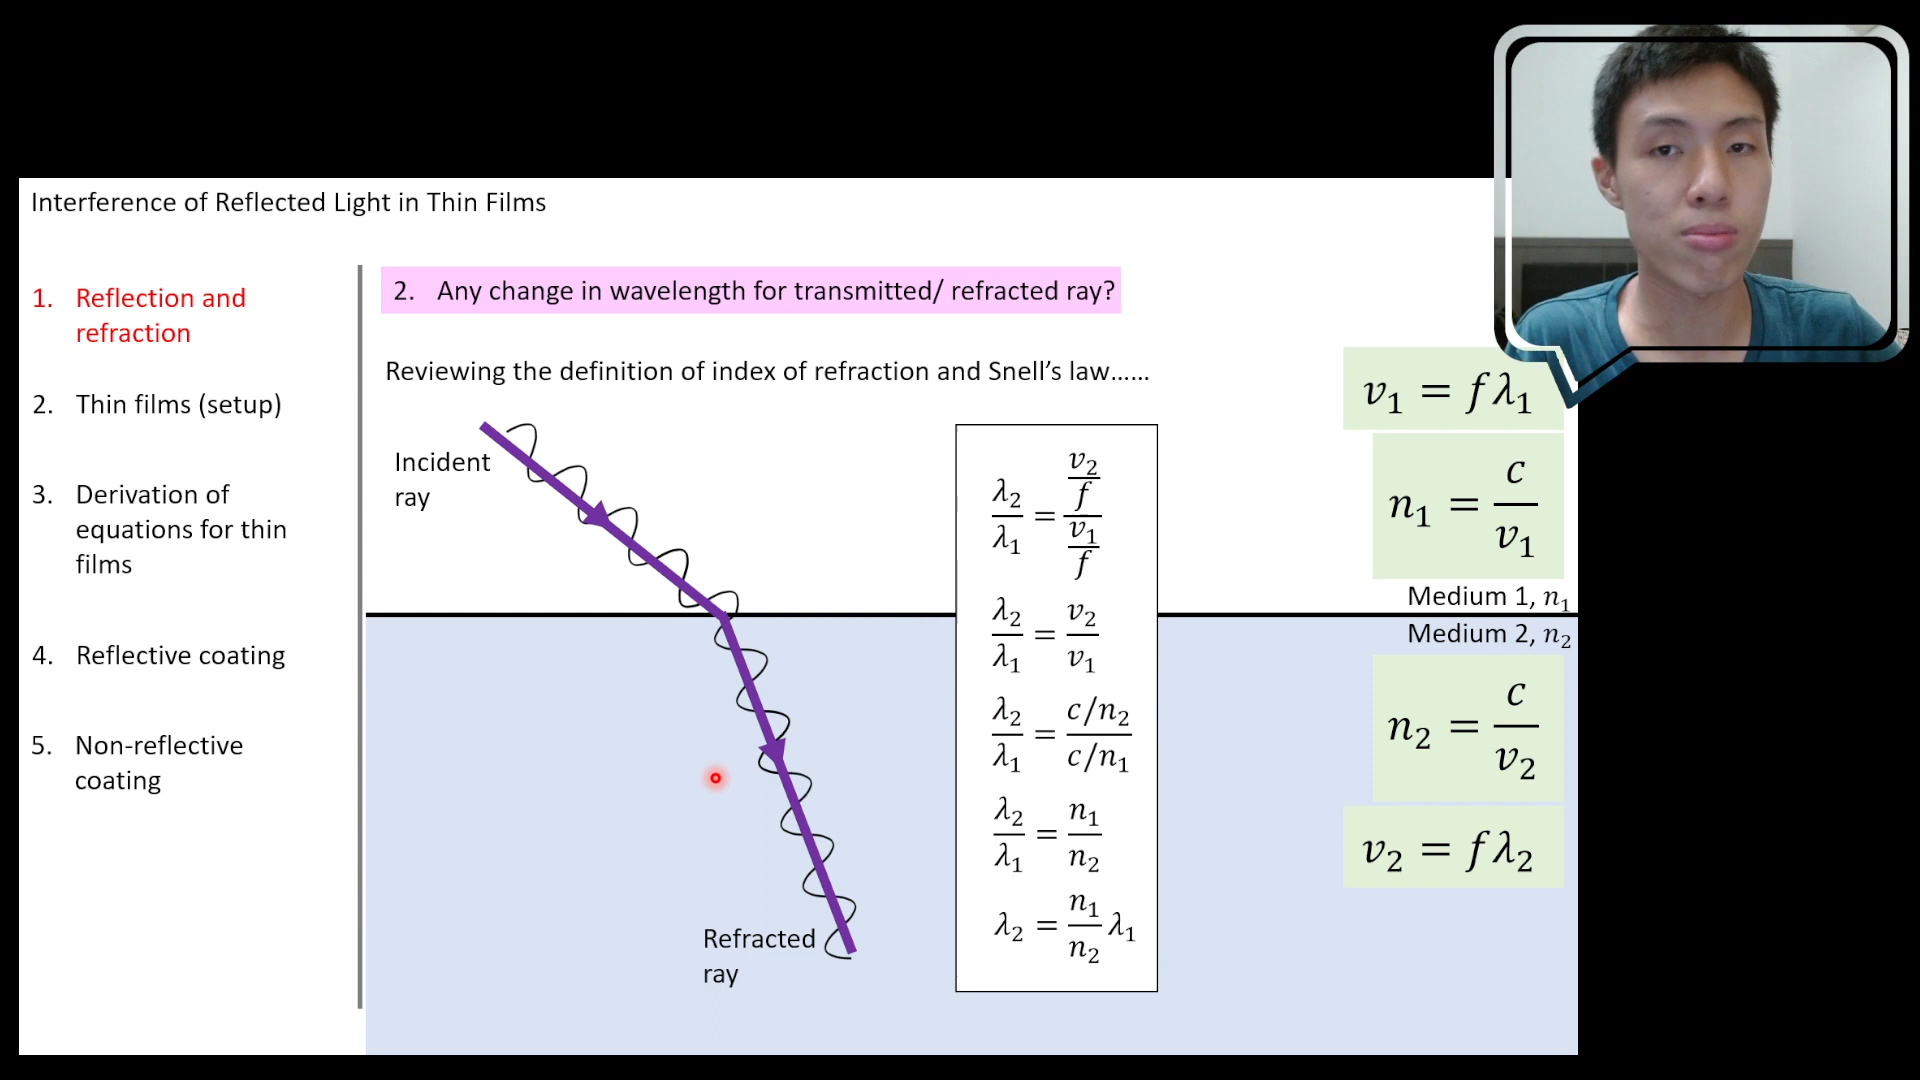 Interference of Reflected Light in Thin Films
1. Reflection and
refraction
2. Thin films (setup)
3. Derivation of
equations for thin
films
4. Reflective coating
5. Non-reflective
coating
2. Any change in wavelength for transmitted/ refracted ray?
Reviewing the definition of index of refraction and Snell's law……
Incident
ray
Refracted
ray
λ₂/λ₁ = (v₂/f)/(v₁/f)
λ₂/λ₁ = v₂/v₁
λ₂/λ₁ = (c/n₂)/(c/n₁)
λ₂/λ₁ = n₁/n₂
λ₂ = n₁/n₂ λ₁
v₁ = fλ₁
n₁ = c/v₁
Medium 1, n₁
Medium 2, n₂
n₂ = c/v₂
v₂ = fλ₂